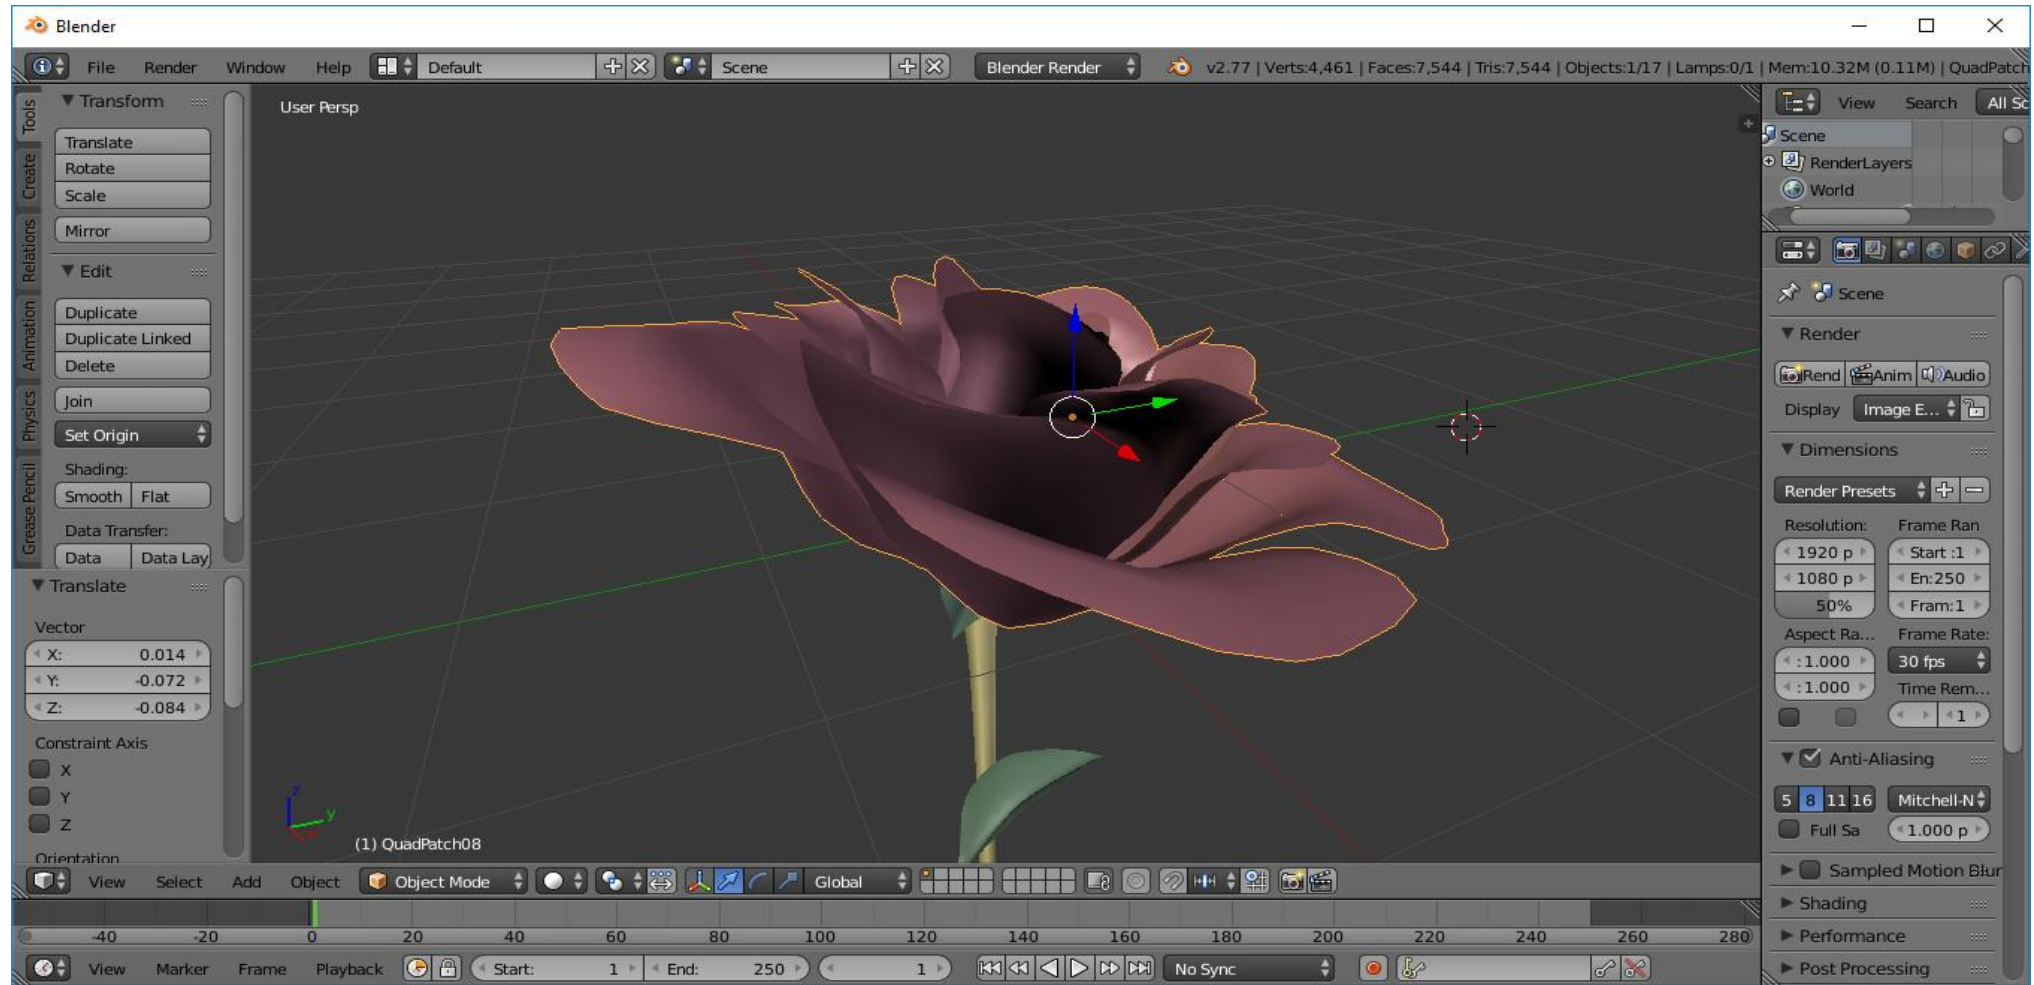 Blender
File Render Window Help Default Scene Blender Render v2.77 | Verts:4,461 | Faces:7,544 | Tris:7,544 | Objects:1/17 | Lamps:0/1 | Mem:10.32M (0.11M) | QuadPatch
Tools
Create
Relations
Animation
Physics
Grease Pencil
Transform
Translate
Rotate
Scale
Mirror
Edit
Duplicate
Duplicate Linked
Delete
Join
Set Origin
Shading:
Smooth Flat
Data Transfer:
Data Data Lay
Translate
Vector
X: 0.014
Y: -0.072
Z: -0.084
Constraint Axis
X
Y
Z
Orientation
User Persp
z
y
(1) QuadPatch08
View Select Add Object Object Mode Global
-40 -20 0 20 40 60 80 100 120 140 160 180 200 220 240 260 280
View Marker Frame Playback Start: 1 End: 250 1 No Sync
View Search All Sc
Scene
RenderLayers
World
Scene
Render
Rend Anim Audio
Display Image E...
Dimensions
Render Presets
Resolution: Frame Ran
1920 p Start :1
1080 p En:250
50% Fram:1
Aspect Ra... Frame Rate:
:1.000 30 fps
:1.000 Time Rem...
1
Anti-Aliasing
5 8 11 16 Mitchell-N
Full Sa 1.000 p
Sampled Motion Blur
Shading
Performance
Post Processing